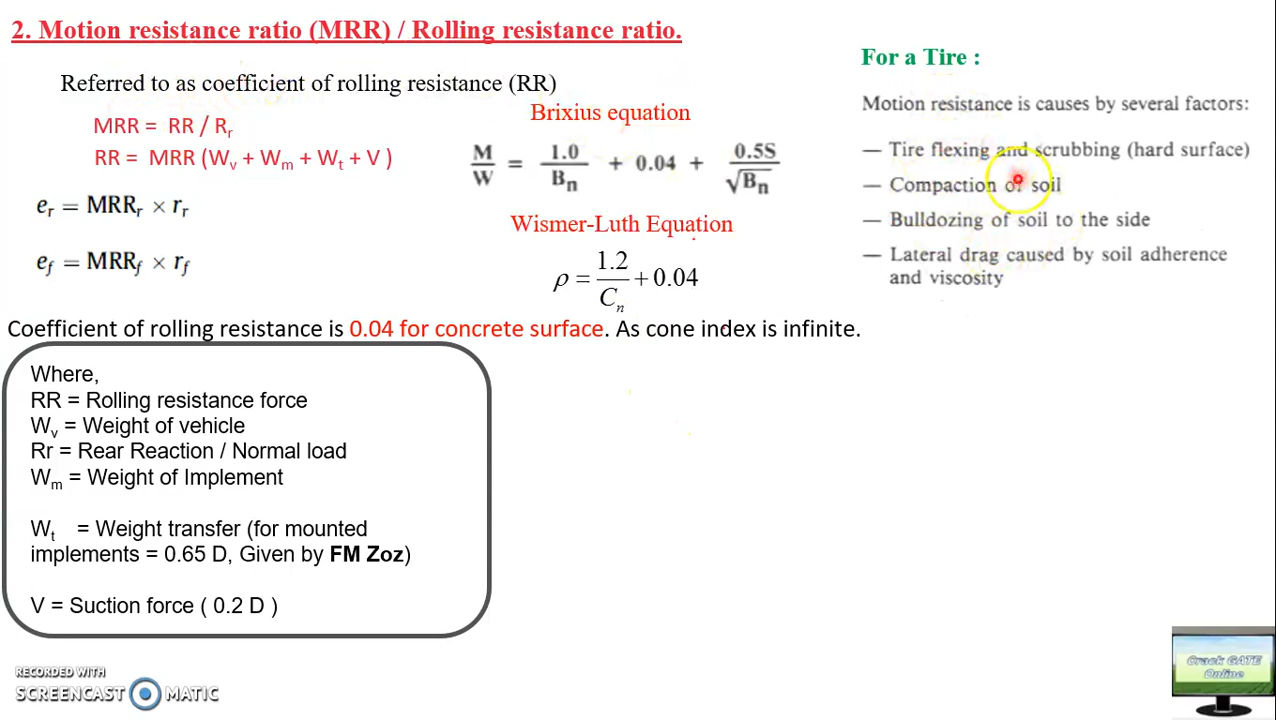 2. Motion resistance ratio (MRR) / Rolling resistance ratio.
Referred to as coefficient of rolling resistance (RR)
MRR = RR / Rr
RR = MRR (Wv + Wm + Wt + V )
er = MRRr × rr
ef = MRRf × rf
Brixius equation
M/W = 1.0/Bn + 0.04 + 0.5S/√Bn
Wismer-Luth Equation
ρ = 1.2/Cn + 0.04
For a Tire :
Motion resistance is causes by several factors:
— Tire flexing and scrubbing (hard surface)
— Compaction of soil
— Bulldozing of soil to the side
— Lateral drag caused by soil adherence
and viscosity
Coefficient of rolling resistance is 0.04 for concrete surface. As cone index is infinite.
Where,
RR = Rolling resistance force
Wv = Weight of vehicle
Rr = Rear Reaction / Normal load
Wm = Weight of Implement
Wt = Weight transfer (for mounted
implements = 0.65 D, Given by FM Zoz)
V = Suction force ( 0.2 D )
RECORDED WITH
SCREENCAST MATIC
Crack GATE
Online